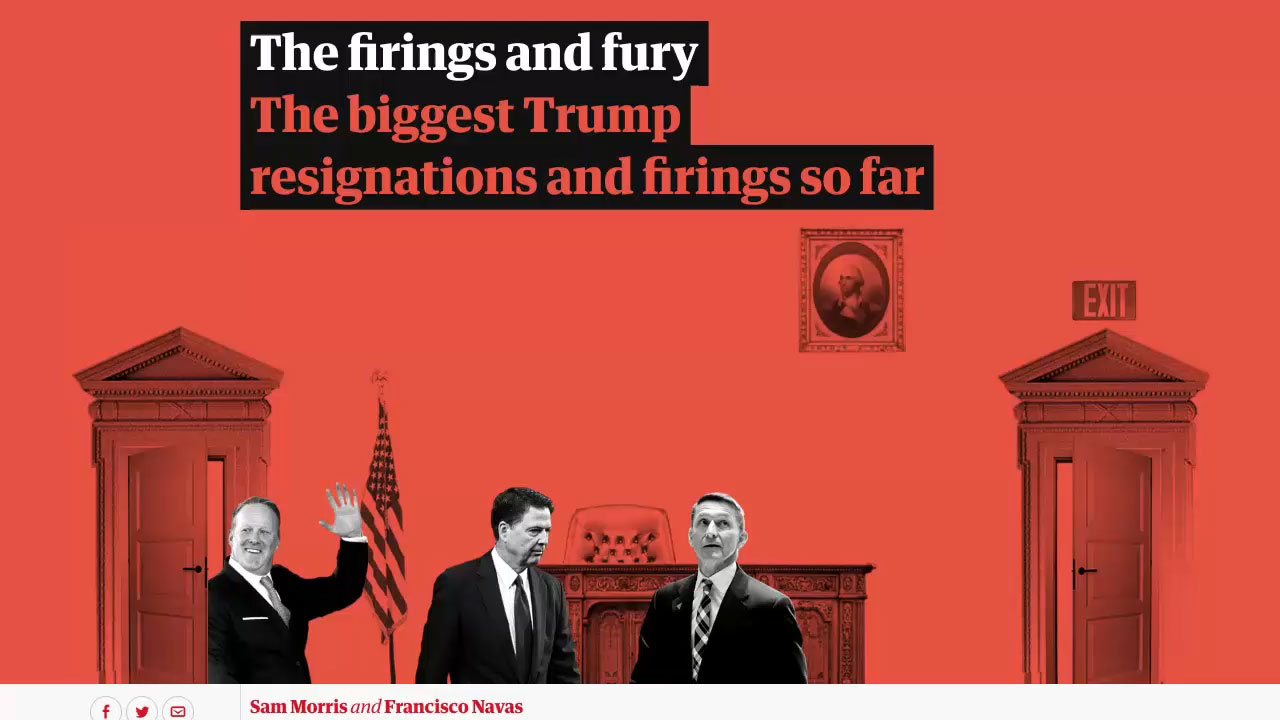 The firings and fury
The biggest Trump
resignations and firings so far
EXIT
Sam Morris and Francisco Navas